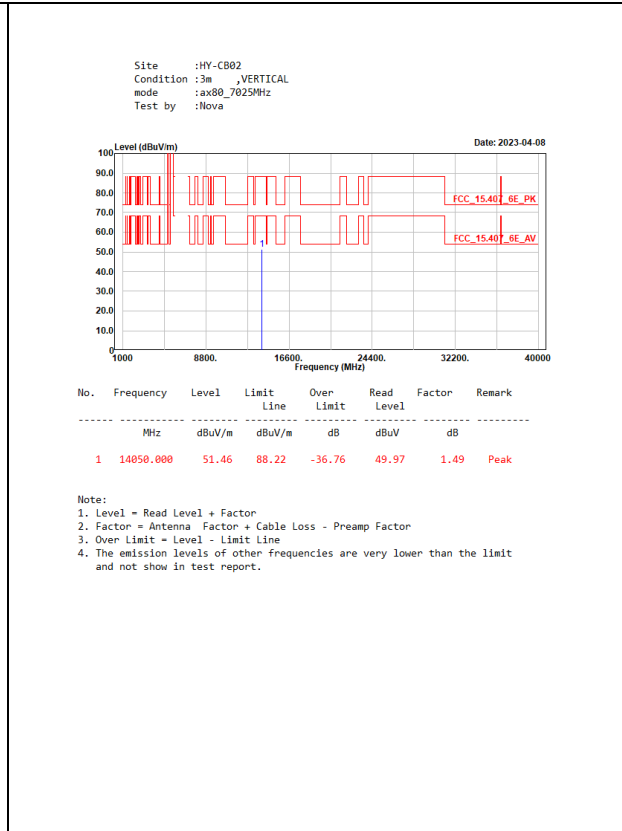 Site      :HY-CB02
Condition :3m    ,VERTICAL
mode      :ax80_7025MHz
Test by   :Nova
Level (dBuV/m)
Date: 2023-04-08
100
90.0
80.0
70.0
60.0
50.0
40.0
30.0
20.0
10.0
0
FCC_15.407_6E_PK
FCC_15.407_6E_AV
1
1000 8800. 16600. 24400. 32200. 40000
Frequency (MHz)
No. Frequency Level Limit Over Read Factor Remark
Line Limit Level
------ ----------- -------- --------- --------- --------- -------- ---------
MHz dBuV/m dBuV/m dB dBuV dB
1 14050.000 51.46 88.22 -36.76 49.97 1.49 Peak
Note:
1. Level = Read Level + Factor
2. Factor = Antenna  Factor + Cable Loss - Preamp Factor
3. Over Limit = Level - Limit Line
4. The emission levels of other frequencies are very lower than the limit
and not show in test report.